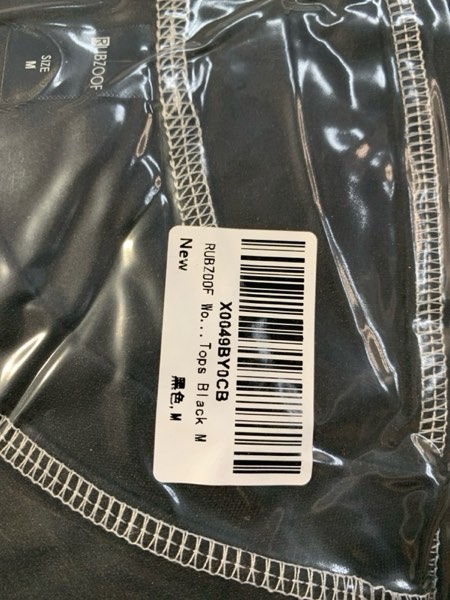 RUBZOOF
SIZE
M
X0049BY0CB
RUBZOOF Wo... Tops Black M
New
黑色,M